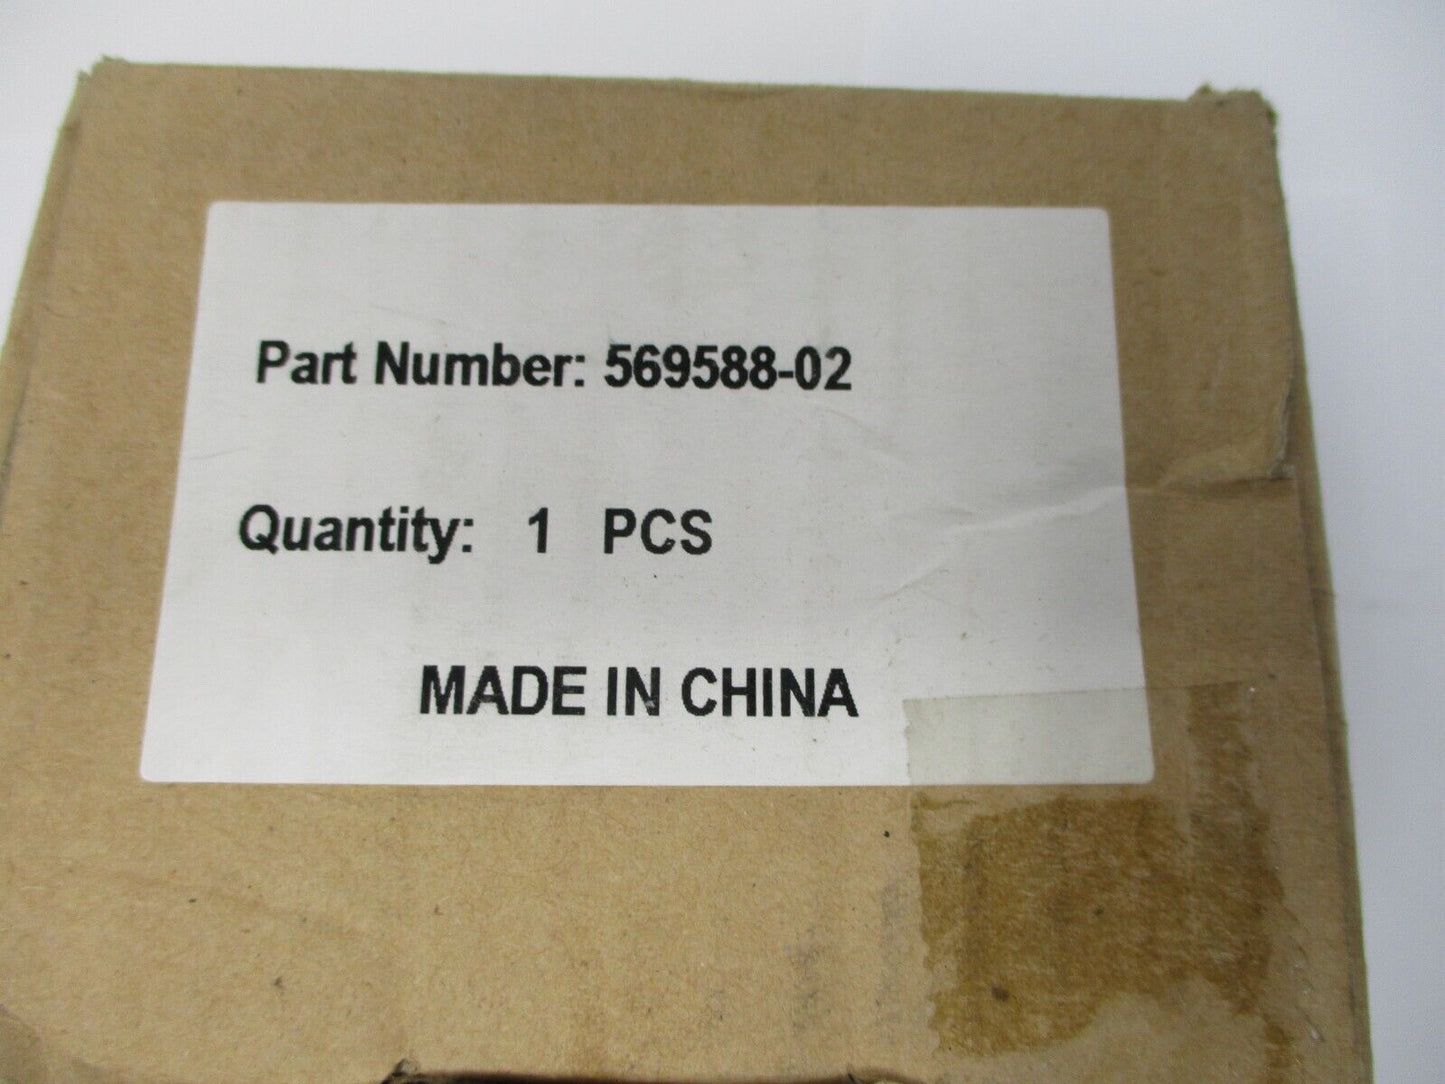 Part Number: 569588-02
Quantity: 1 PCS
MADE IN CHINA